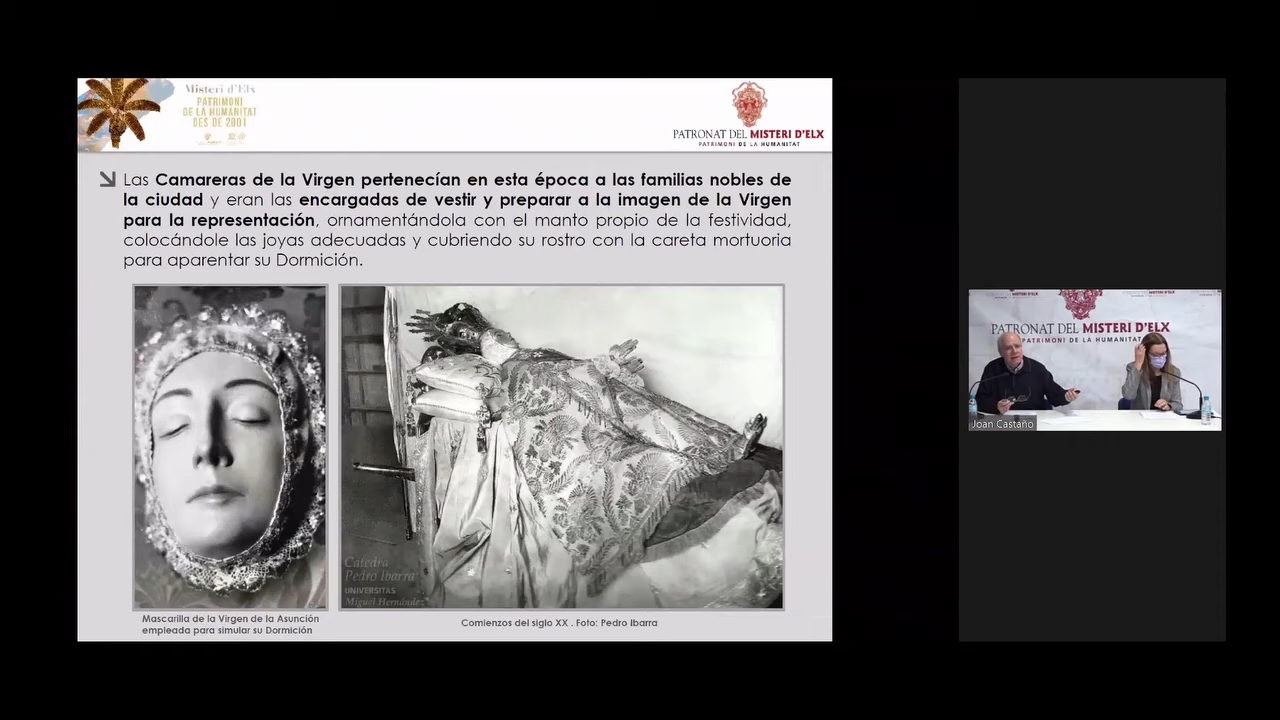 Misteri d'Elx
PATRIMONI
DE LA HUMANITAT
DES DE 2001
PATRONAT DEL MISTERI D'ELX
PATRIMONI DE LA HUMANITAT
Las Camareras de la Virgen pertenecían en esta época a las familias nobles de
la ciudad y eran las encargadas de vestir y preparar a la imagen de la Virgen
para la representación, ornamentándola con el manto propio de la festividad,
colocándole las joyas adecuadas y cubriendo su rostro con la careta mortuoria
para aparentar su Dormición.
Cátedra
Pedro Ibarra
UNIVERSITAS
Miguel Hernández
Mascarilla de la Virgen de la Asunción
empleada para simular su Dormición
Comienzos del siglo XX . Foto: Pedro Ibarra
PATRONAT DEL MISTERI D'ELX
PATRIMONI DE LA HUMANITAT
Joan Castaño